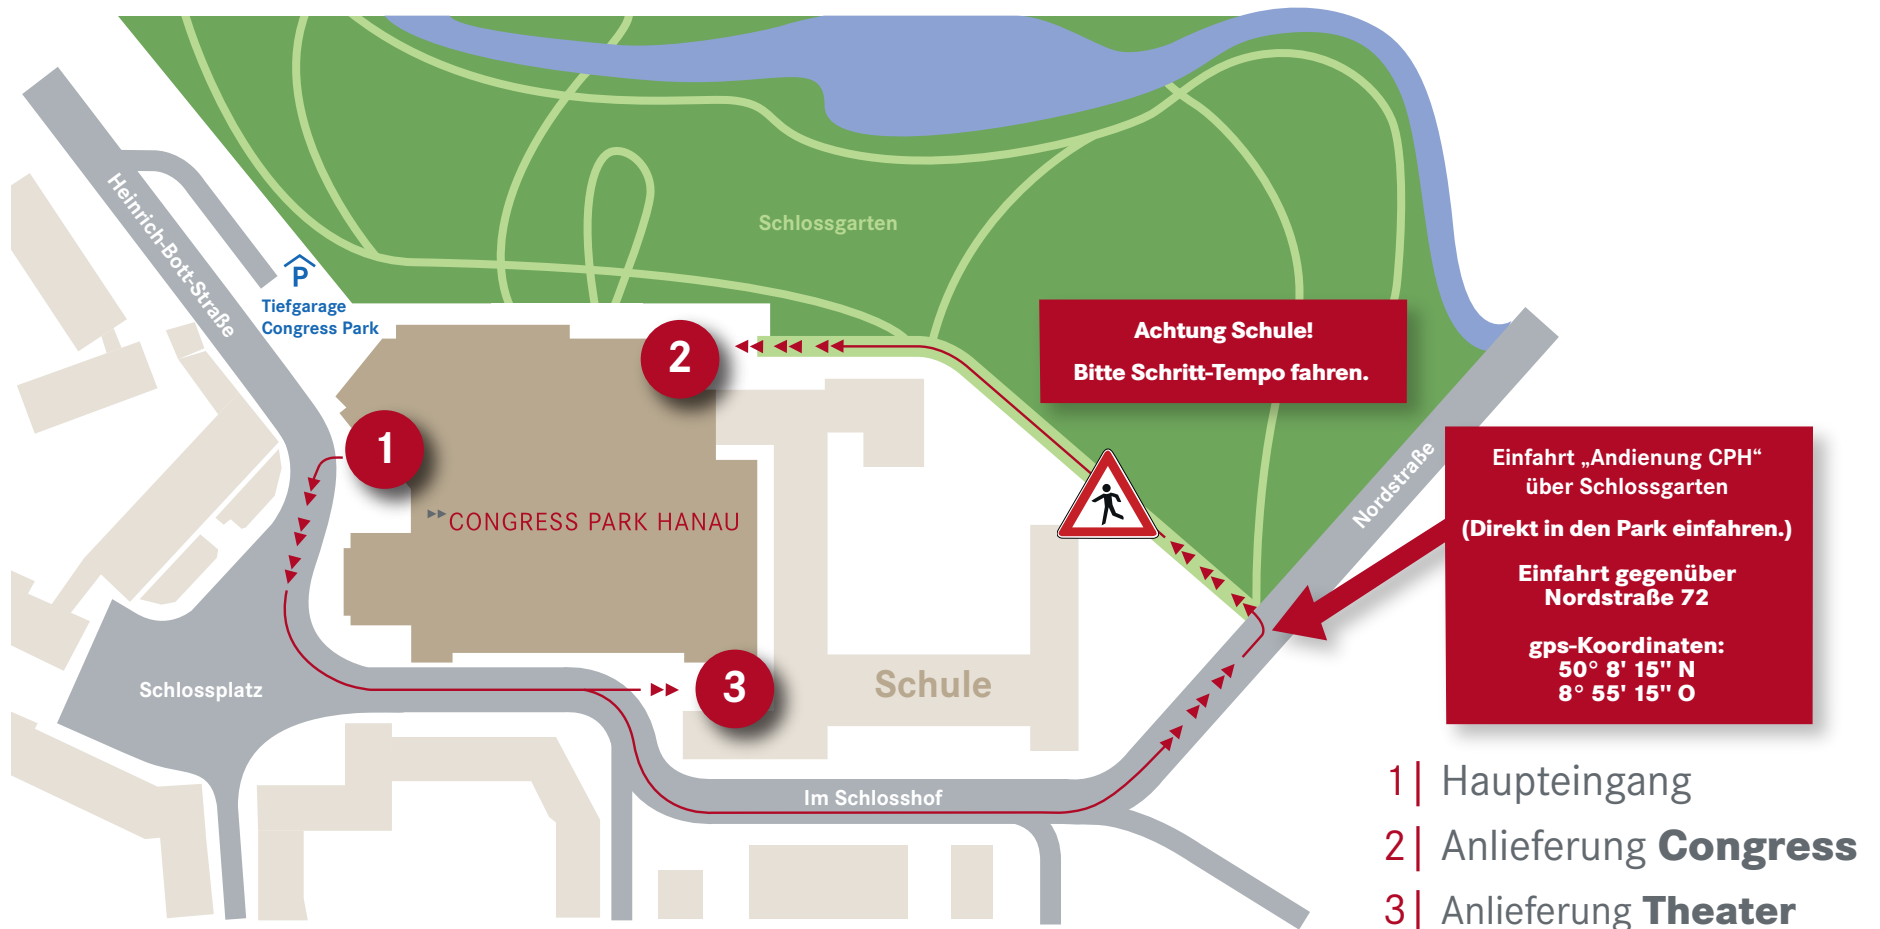 Heinrich-Bott-Straße
P
Tiefgarage
Congress Park
Schlossgarten
Achtung Schule!
Bitte Schritt-Tempo fahren.
2
1
CONGRESS PARK HANAU
Nordstraße
Einfahrt „Andienung CPH“
über Schlossgarten
(Direkt in den Park einfahren.)
Einfahrt gegenüber
Nordstraße 72
gps-Koordinaten:
50° 8' 15" N
8° 55' 15" O
Schlossplatz
3
Schule
Im Schlosshof
1| Haupteingang
2| Anlieferung Congress
3| Anlieferung Theater